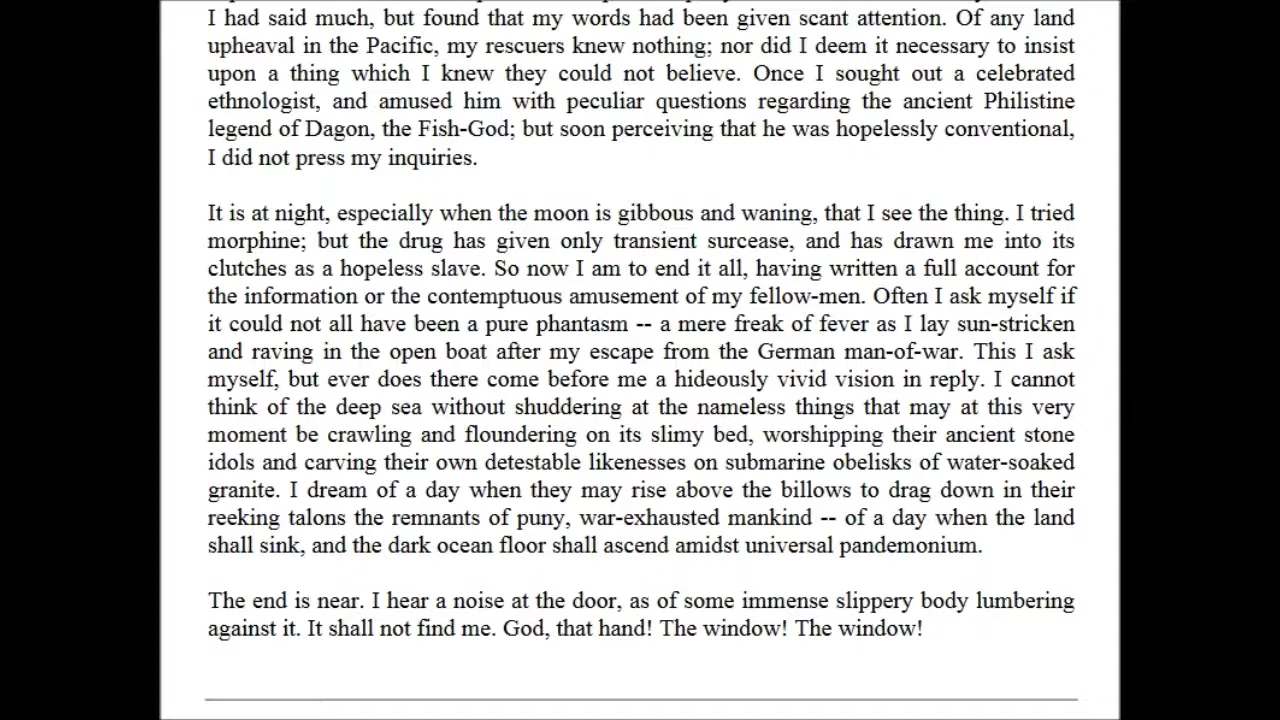 I had said much, but found that my words had been given scant attention. Of any land
upheaval in the Pacific, my rescuers knew nothing; nor did I deem it necessary to insist
upon a thing which I knew they could not believe. Once I sought out a celebrated
ethnologist, and amused him with peculiar questions regarding the ancient Philistine
legend of Dagon, the Fish-God; but soon perceiving that he was hopelessly conventional,
I did not press my inquiries.
It is at night, especially when the moon is gibbous and waning, that I see the thing. I tried
morphine; but the drug has given only transient surcease, and has drawn me into its
clutches as a hopeless slave. So now I am to end it all, having written a full account for
the information or the contemptuous amusement of my fellow-men. Often I ask myself if
it could not all have been a pure phantasm -- a mere freak of fever as I lay sun-stricken
and raving in the open boat after my escape from the German man-of-war. This I ask
myself, but ever does there come before me a hideously vivid vision in reply. I cannot
think of the deep sea without shuddering at the nameless things that may at this very
moment be crawling and floundering on its slimy bed, worshipping their ancient stone
idols and carving their own detestable likenesses on submarine obelisks of water-soaked
granite. I dream of a day when they may rise above the billows to drag down in their
reeking talons the remnants of puny, war-exhausted mankind -- of a day when the land
shall sink, and the dark ocean floor shall ascend amidst universal pandemonium.
The end is near. I hear a noise at the door, as of some immense slippery body lumbering
against it. It shall not find me. God, that hand! The window! The window!